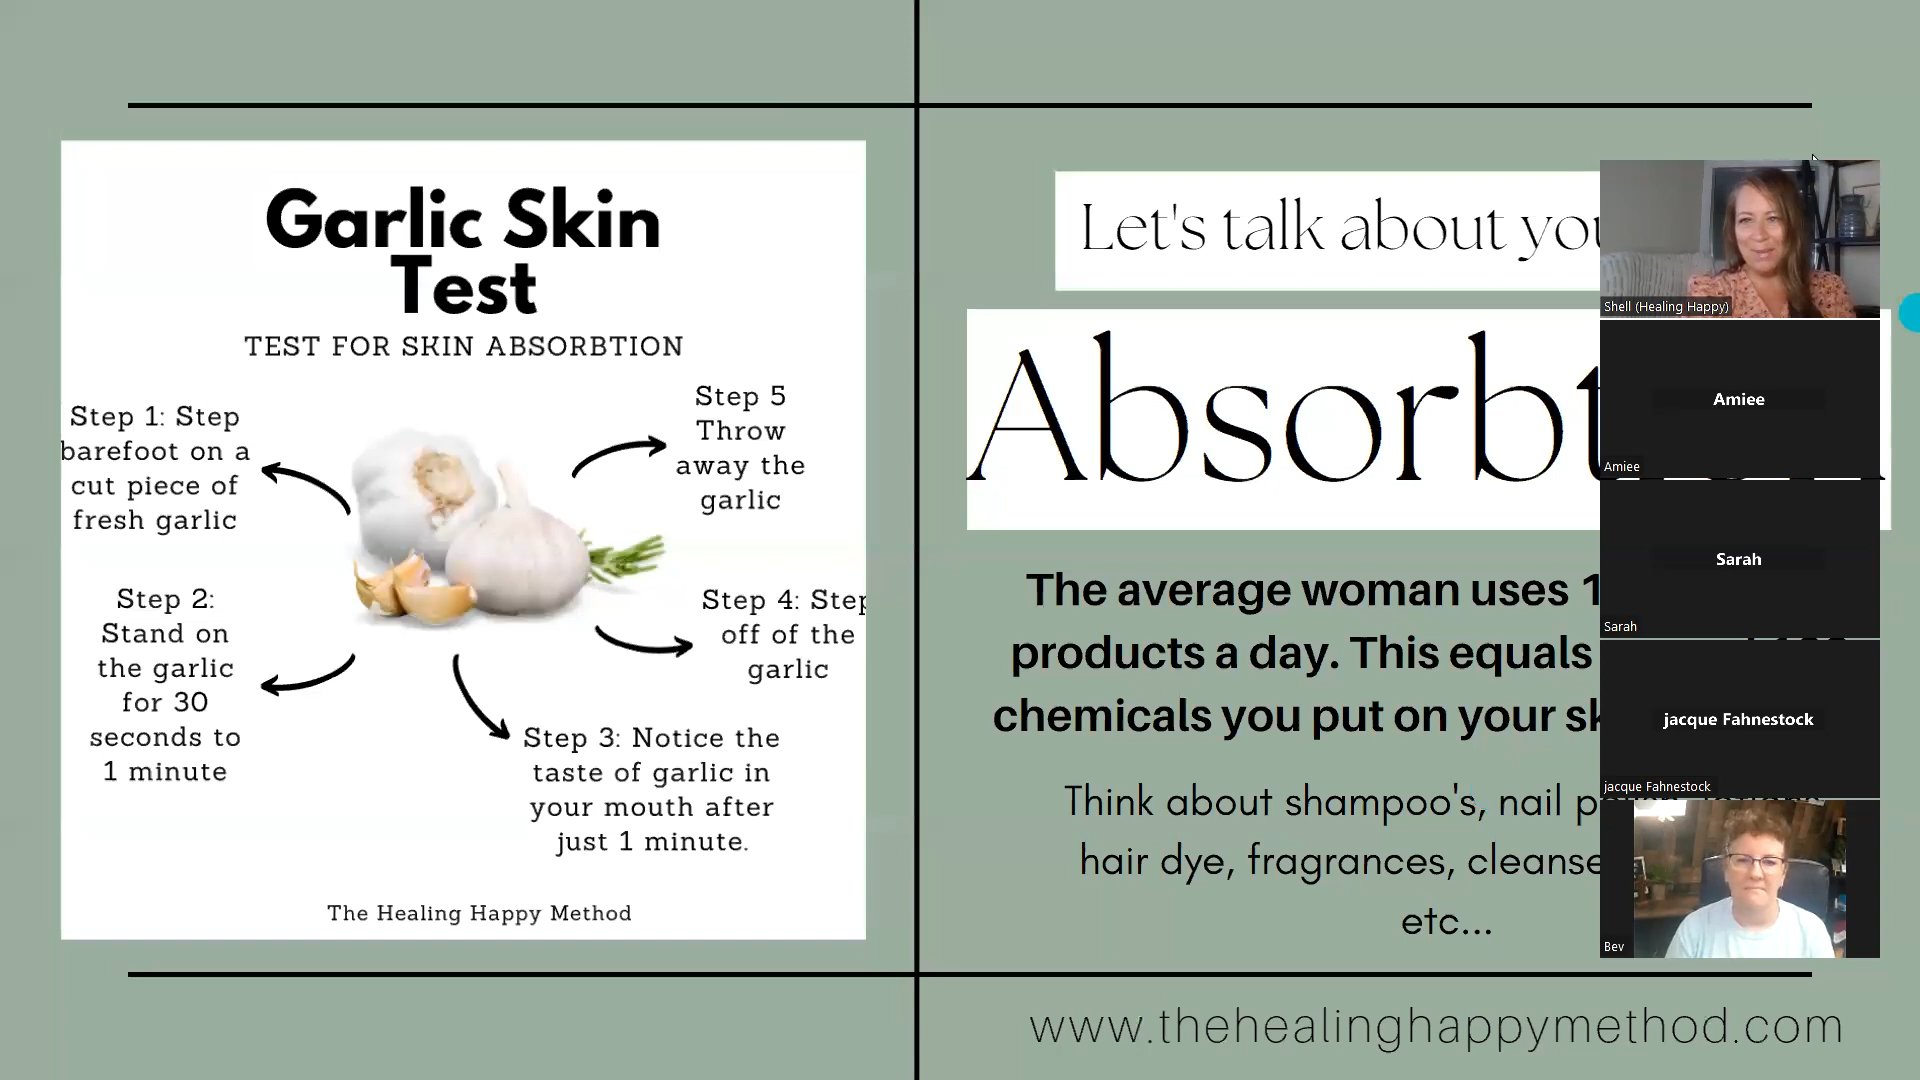 Garlic Skin
Test
TEST FOR SKIN ABSORBTION
Step 1: Step
barefoot on a
cut piece of
fresh garlic
Step 2:
Stand on
the garlic
for 30
seconds to
1 minute
Step 3: Notice the
taste of garlic in
your mouth after
just 1 minute.
Step 4: Step
off of the
garlic
Step 5
Throw
away the
garlic
The Healing Happy Method
Let's talk about
The average woman uses
products a day. This equals
chemicals you put on your
Think about shampoo's, nail
hair dye, fragrances,
etc...
www.thehealinghappymethod.com
Shell (Healing Happy)
Amiee
Amiee
Sarah
Sarah
jacque Fahnestock
jacque Fahnestock
Bev